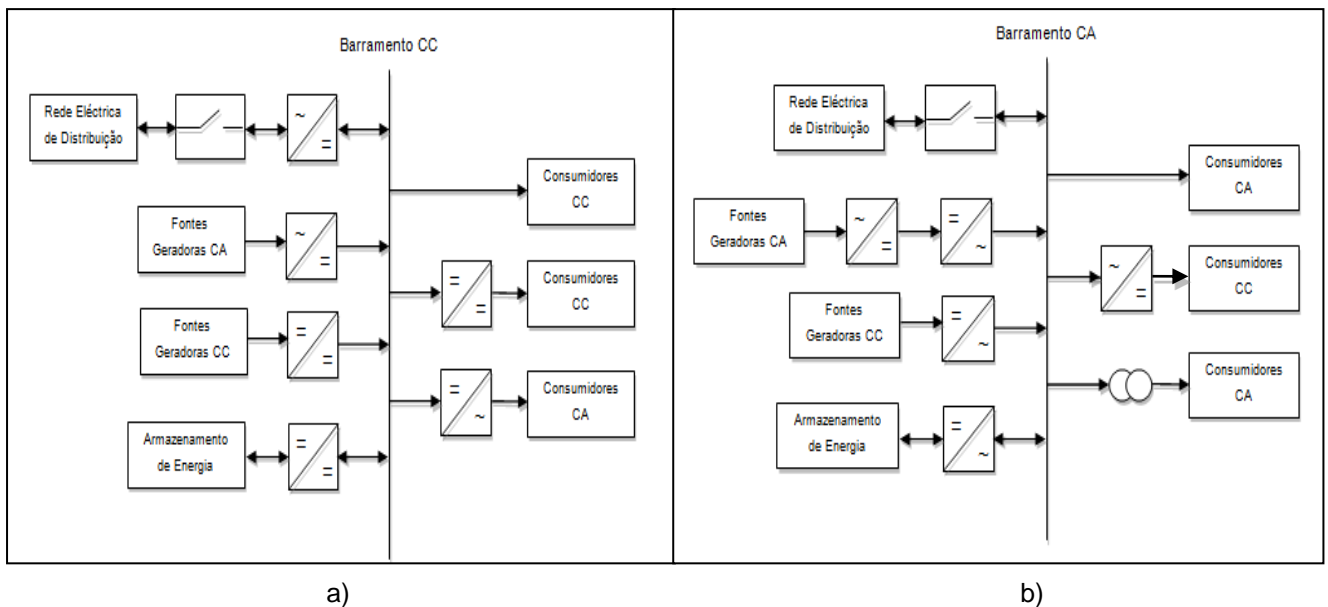 Barramento CC
Rede Eléctrica
de Distribuição
~
=
Consumidores
CC
Fontes
Geradoras CA
~
=
=
=
Consumidores
CC
Fontes
Geradoras CC
=
=
=
~
Consumidores
CA
Armazenamento
de Energia
=
=
a)
Barramento CA
Rede Eléctrica
de Distribuição
Consumidores
CA
Fontes
Geradoras CA
~
=
=
~
~
=
Consumidores
CC
Fontes
Geradoras CC
=
~
Consumidores
CA
Armazenamento
de Energia
=
~
b)